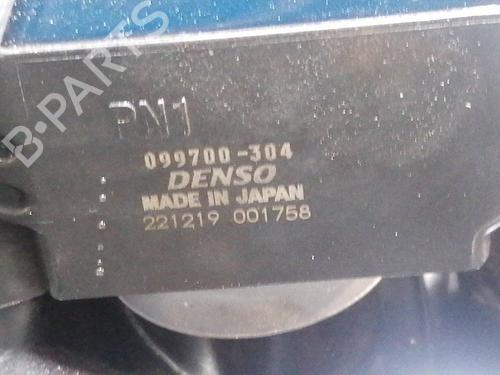 B-PARTS
PN1
099700-304
DENSO
MADE IN JAPAN
221219 001758